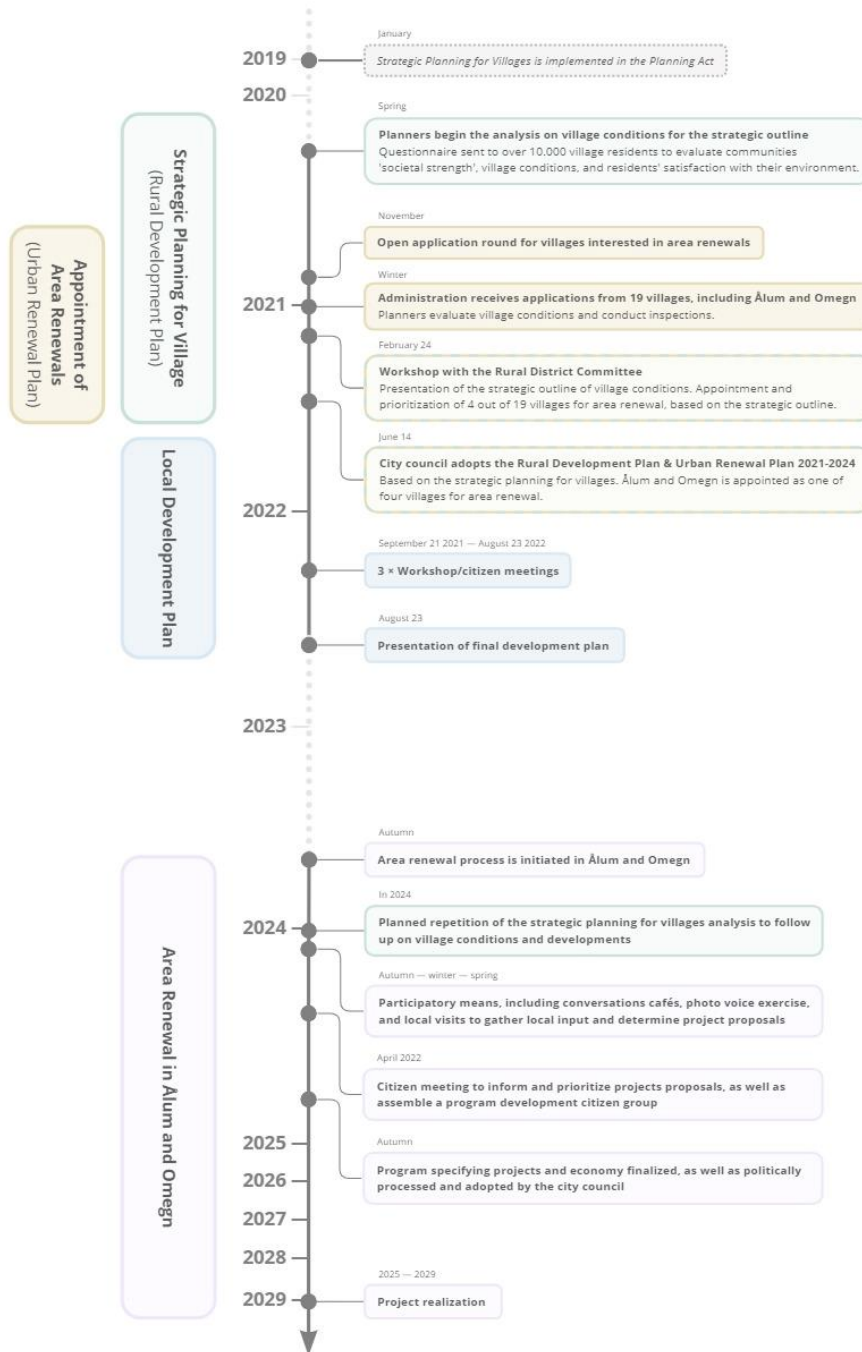 January
2019
Strategic Planning for Villages is implemented in the Planning Act
2020
Spring
Planners begin the analysis on village conditions for the strategic outline
Questionnaire sent to over 10.000 village residents to evaluate communities
'societal strength', village conditions, and residents' satisfaction with their environment.
Strategic Planning for Village
(Rural Development Plan)
Appointment of
Area Renewals
(Urban Renewal Plan)
November
Open application round for villages interested in area renewals
Winter
2021
Administration receives applications from 19 villages, including Ålum and Omegn
Planners evaluate village conditions and conduct inspections.
February 24
Workshop with the Rural District Committee
Presentation of the strategic outline of village conditions. Appointment and
prioritization of 4 out of 19 villages for area renewal, based on the strategic outline.
June 14
City council adopts the Rural Development Plan & Urban Renewal Plan 2021-2024
Based on the strategic planning for villages. Ålum and Omegn is appointed as one of
four villages for area renewal.
Local Development Plan
2022
September 21 2021 — August 23 2022
3 × Workshop/citizen meetings
August 23
Presentation of final development plan
2023
Autumn
Area renewal process is initiated in Ålum and Omegn
In 2024
2024
Planned repetition of the strategic planning for villages analysis to follow
up on village conditions and developments
Autumn — winter — spring
Participatory means, including conversations cafés, photo voice exercise,
and local visits to gather local input and determine project proposals
Area Renewal in Ålum and Omegn
April 2022
Citizen meeting to inform and prioritize projects proposals, as well as
assemble a program development citizen group
2025
Autumn
Program specifying projects and economy finalized, as well as politically
processed and adopted by the city council
2026
2027
2028
2025 — 2029
2029
Project realization